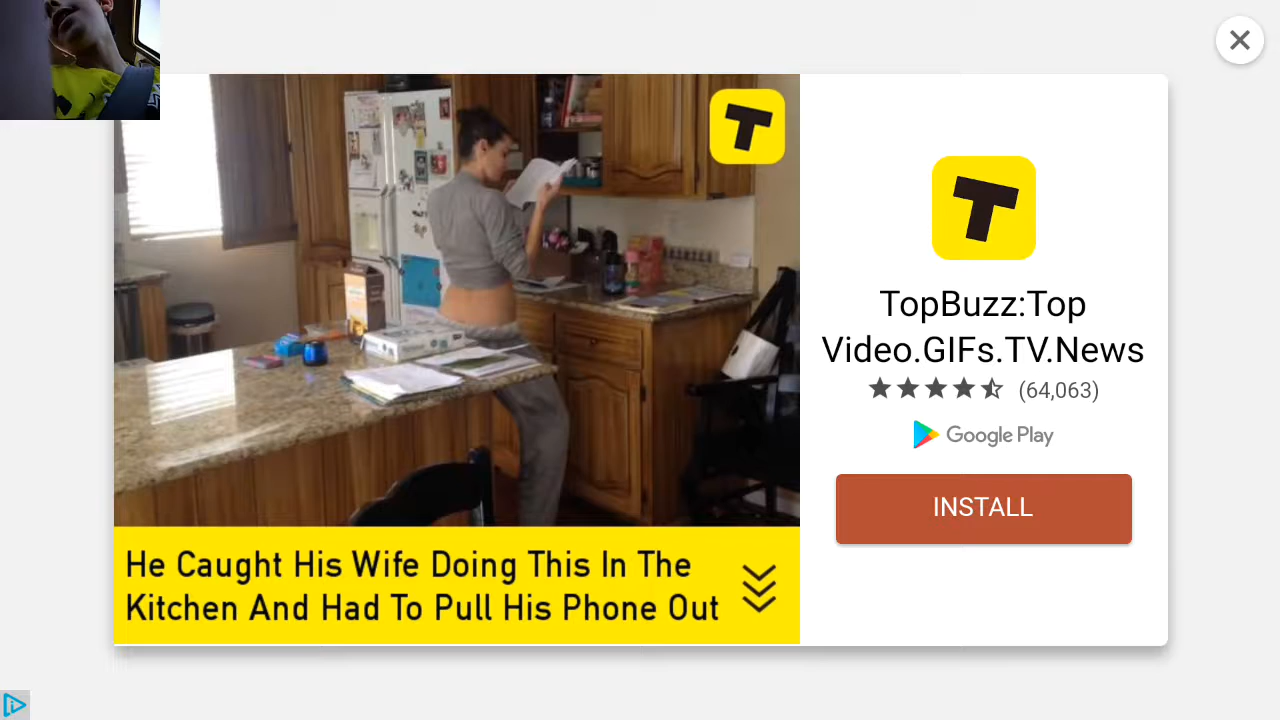 T
He Caught His Wife Doing This In The
Kitchen And Had To Pull His Phone Out
T
TopBuzz:Top
Video.GIFs.TV.News
(64,063)
Google Play
INSTALL